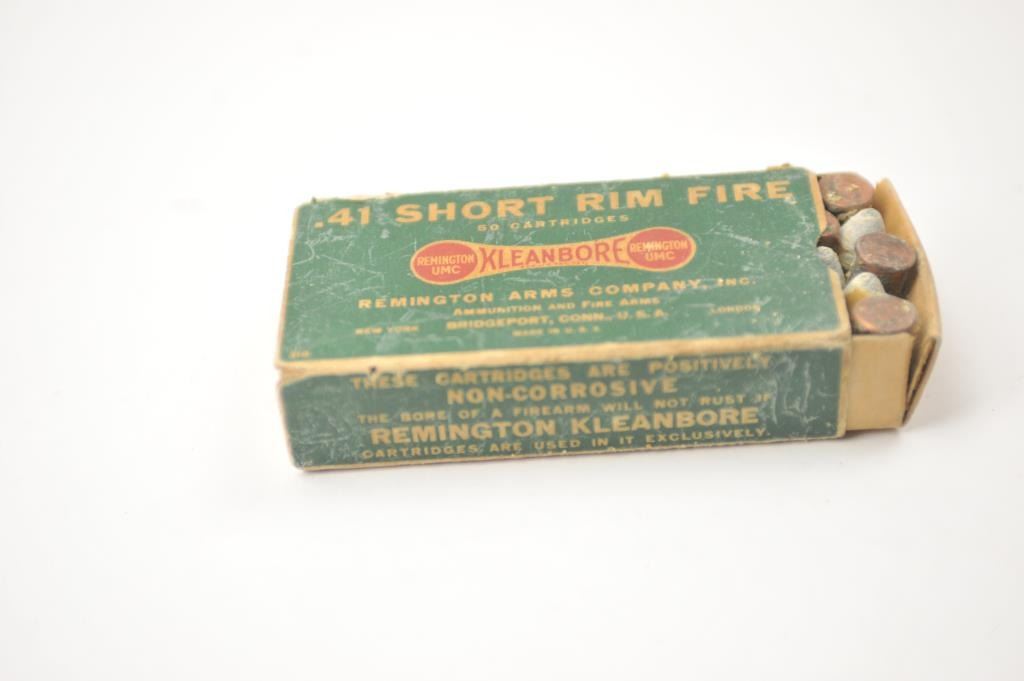 .41 SHORT RIM FIRE
50 CARTRIDGES
REMINGTON UMC KLEANBORE REMINGTON UMC
REMINGTON ARMS COMPANY, INC.
AMMUNITION AND FIRE ARMS
NEW YORK BRIDGEPORT, CONN., U.S.A. LONDON
MADE IN U.S.A.
THESE CARTRIDGES ARE POSITIVELY
NON-CORROSIVE
THE BORE OF A FIREARM WILL NOT RUST IF
REMINGTON KLEANBORE
CARTRIDGES ARE USED IN IT EXCLUSIVELY.